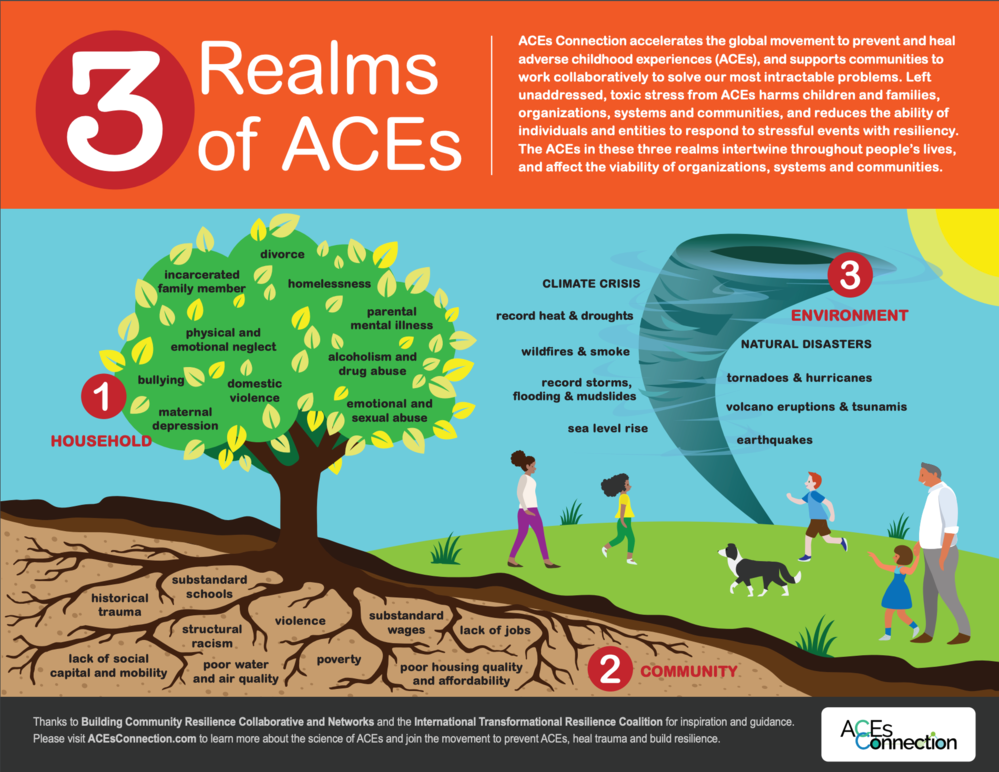 3
Realms
of ACEs
ACEs Connection accelerates the global movement to prevent and heal
adverse childhood experiences (ACEs), and supports communities to
work collaboratively to solve our most intractable problems. Left
unaddressed, toxic stress from ACEs harms children and families,
organizations, systems and communities, and reduces the ability of
individuals and entities to respond to stressful events with resiliency.
The ACEs in these three realms intertwine throughout people's lives,
and affect the viability of organizations, systems and communities.
1
HOUSEHOLD
divorce
incarcerated
family member
homelessness
parental
mental illness
physical and
emotional neglect
alcoholism and
drug abuse
bullying
domestic
violence
emotional and
sexual abuse
maternal
depression
3
ENVIRONMENT
CLIMATE CRISIS
record heat & droughts
wildfires & smoke
record storms,
flooding & mudslides
sea level rise
NATURAL DISASTERS
tornadoes & hurricanes
volcano eruptions & tsunamis
earthquakes
2
COMMUNITY
substandard
schools
historical
trauma
structural
racism
violence
substandard
wages
lack of jobs
lack of social
capital and mobility
poor water
and air quality
poverty
poor housing quality
and affordability
Thanks to Building Community Resilience Collaborative and Networks and the International Transformational Resilience Coalition for inspiration and guidance.
Please visit ACEsConnection.com to learn more about the science of ACEs and join the movement to prevent ACEs, heal trauma and build resilience.
ACEs
Connection